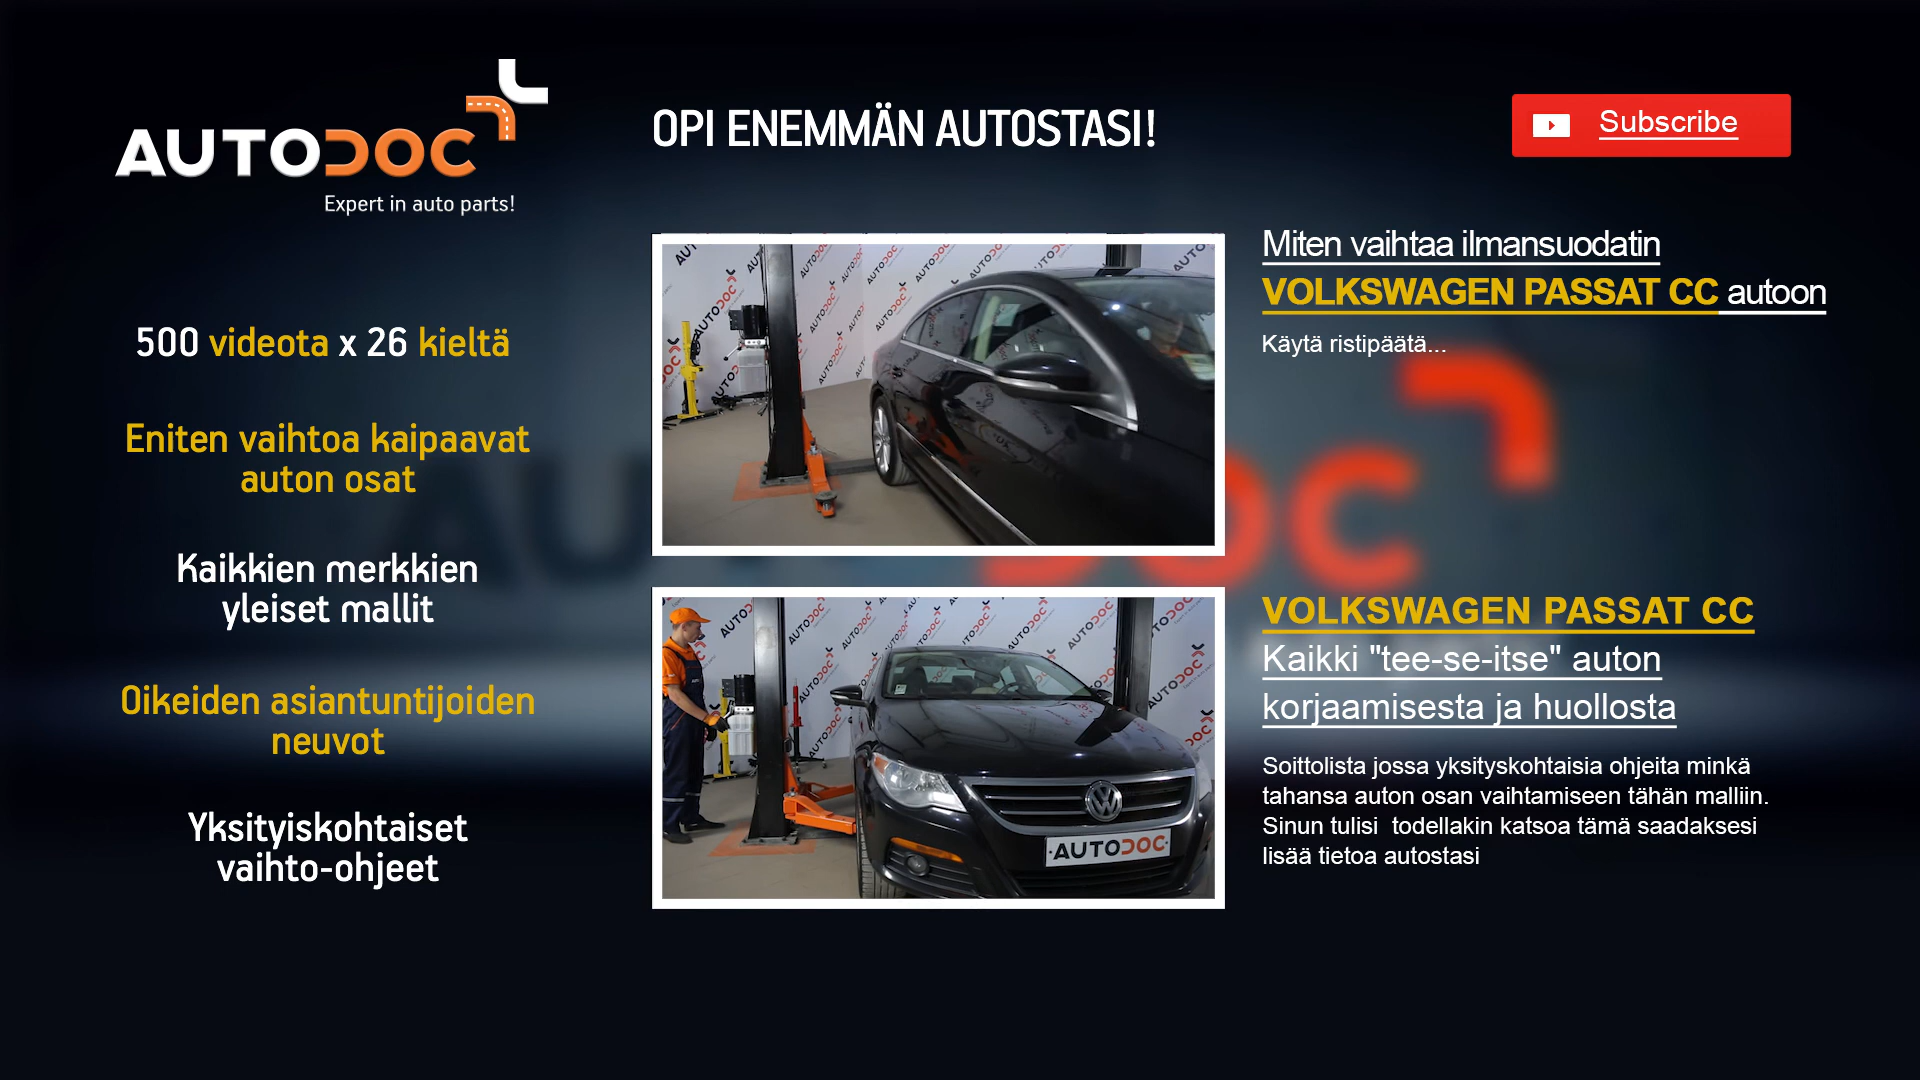 AUTODOC
Expert in auto parts!
OPI ENEMMÄN AUTOSTASI!
Subscribe
500 videota x 26 kieltä
Eniten vaihtoa kaipaavat
auton osat
Kaikkien merkkien
yleiset mallit
Oikeiden asiantuntijoiden
neuvot
Yksityiskohtaiset
vaihto-ohjeet
Miten vaihtaa ilmansuodatin
VOLKSWAGEN PASSAT CC autoon
Käytä ristipäätä...
VOLKSWAGEN PASSAT CC
Kaikki "tee-se-itse" auton
korjaamisesta ja huollosta
Soittolista jossa yksityskohtaisia ohjeita minkä
tahansa auton osan vaihtamiseen tähän malliin.
Sinun tulisi  todellakin katsoa tämä saadaksesi
lisää tietoa autostasi
AUTODOC